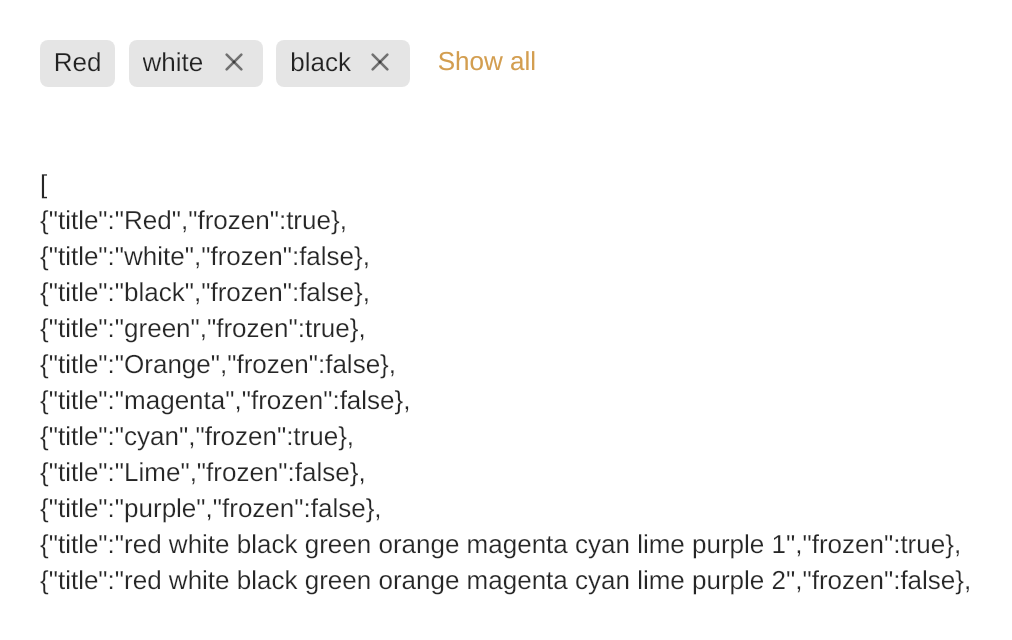 Red white black Show all
[
{"title":"Red","frozen":true},
{"title":"white","frozen":false},
{"title":"black","frozen":false},
{"title":"green","frozen":true},
{"title":"Orange","frozen":false},
{"title":"magenta","frozen":false},
{"title":"cyan","frozen":true},
{"title":"Lime","frozen":false},
{"title":"purple","frozen":false},
{"title":"red white black green orange magenta cyan lime purple 1","frozen":true},
{"title":"red white black green orange magenta cyan lime purple 2","frozen":false},